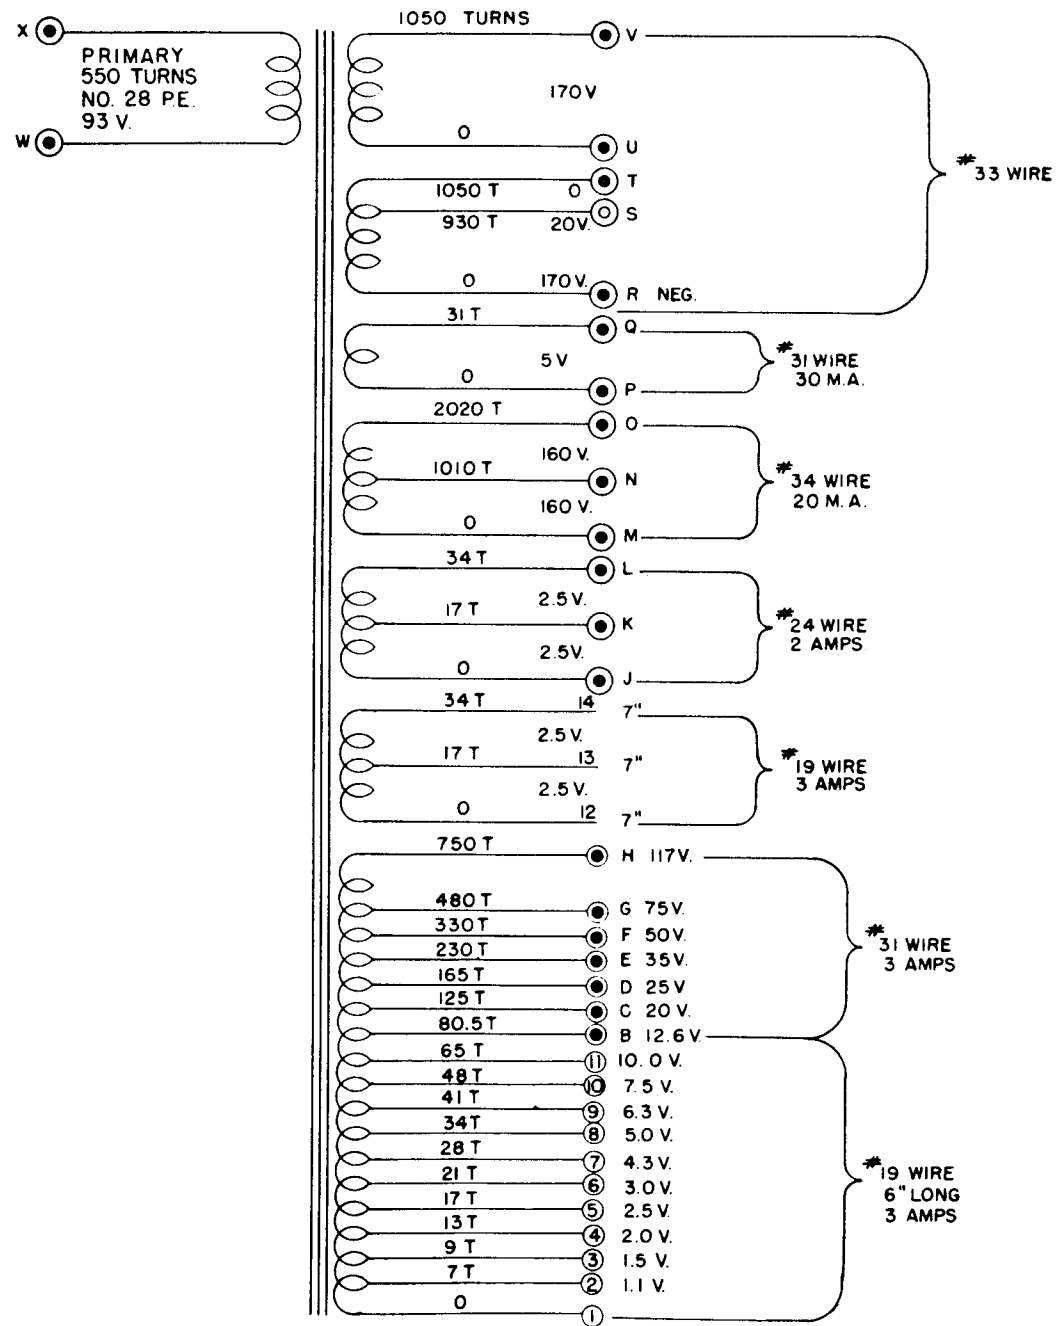 1050 TURNS
X
V
PRIMARY
550 TURNS
NO. 28 P.E.
93 V.
170 V
W
0
U
#33 WIRE
T
1050 T
0
S
930 T
20V.
0
170 V.
R NEG.
31 T
Q
5 V
#31 WIRE
30 M.A.
0
P
2020 T
O
160 V.
1010 T
N
#34 WIRE
20 M.A.
160 V.
0
M
34 T
L
2.5 V.
17 T
K
#24 WIRE
2 AMPS
2.5V.
0
J
34 T
14
7"
2.5 V.
17 T
13
7"
#19 WIRE
3 AMPS
2.5 V.
0
12
7"
750 T
H 117V.
480 T
G 75V.
330 T
F 50V.
230 T
E 35V.
#31 WIRE
3 AMPS
165 T
D 25 V
125 T
C 20 V.
80.5T
B 12.6 V.
65 T
11 10.0 V.
48 T
10 7.5 V.
41 T
9 6.3 V.
34T
8 5.0 V.
28 T
7 4.3 V.
21 T
6 3.0 V.
#19 WIRE
6" LONG
3 AMPS
17 T
5 2.5 V.
13 T
4 2.0 V.
9 T
3 1.5 V.
7 T
2 1.1 V.
0
1